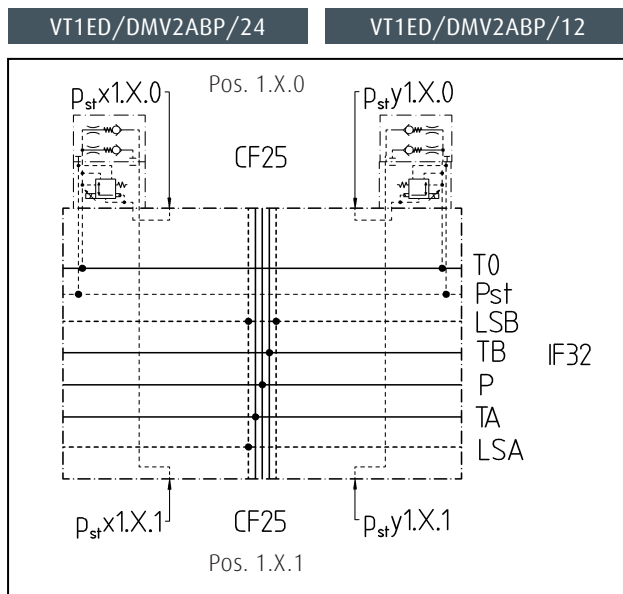 VT1ED/DMV2ABP/24
VT1ED/DMV2ABP/12
Pos. 1.X.0
pstx1.X.0
psty1.X.0
CF25
CF25
T0
Pst
LSB
TB
IF32
P
TA
LSA
pstx1.X.1
CF25
psty1.X.1
Pos. 1.X.1